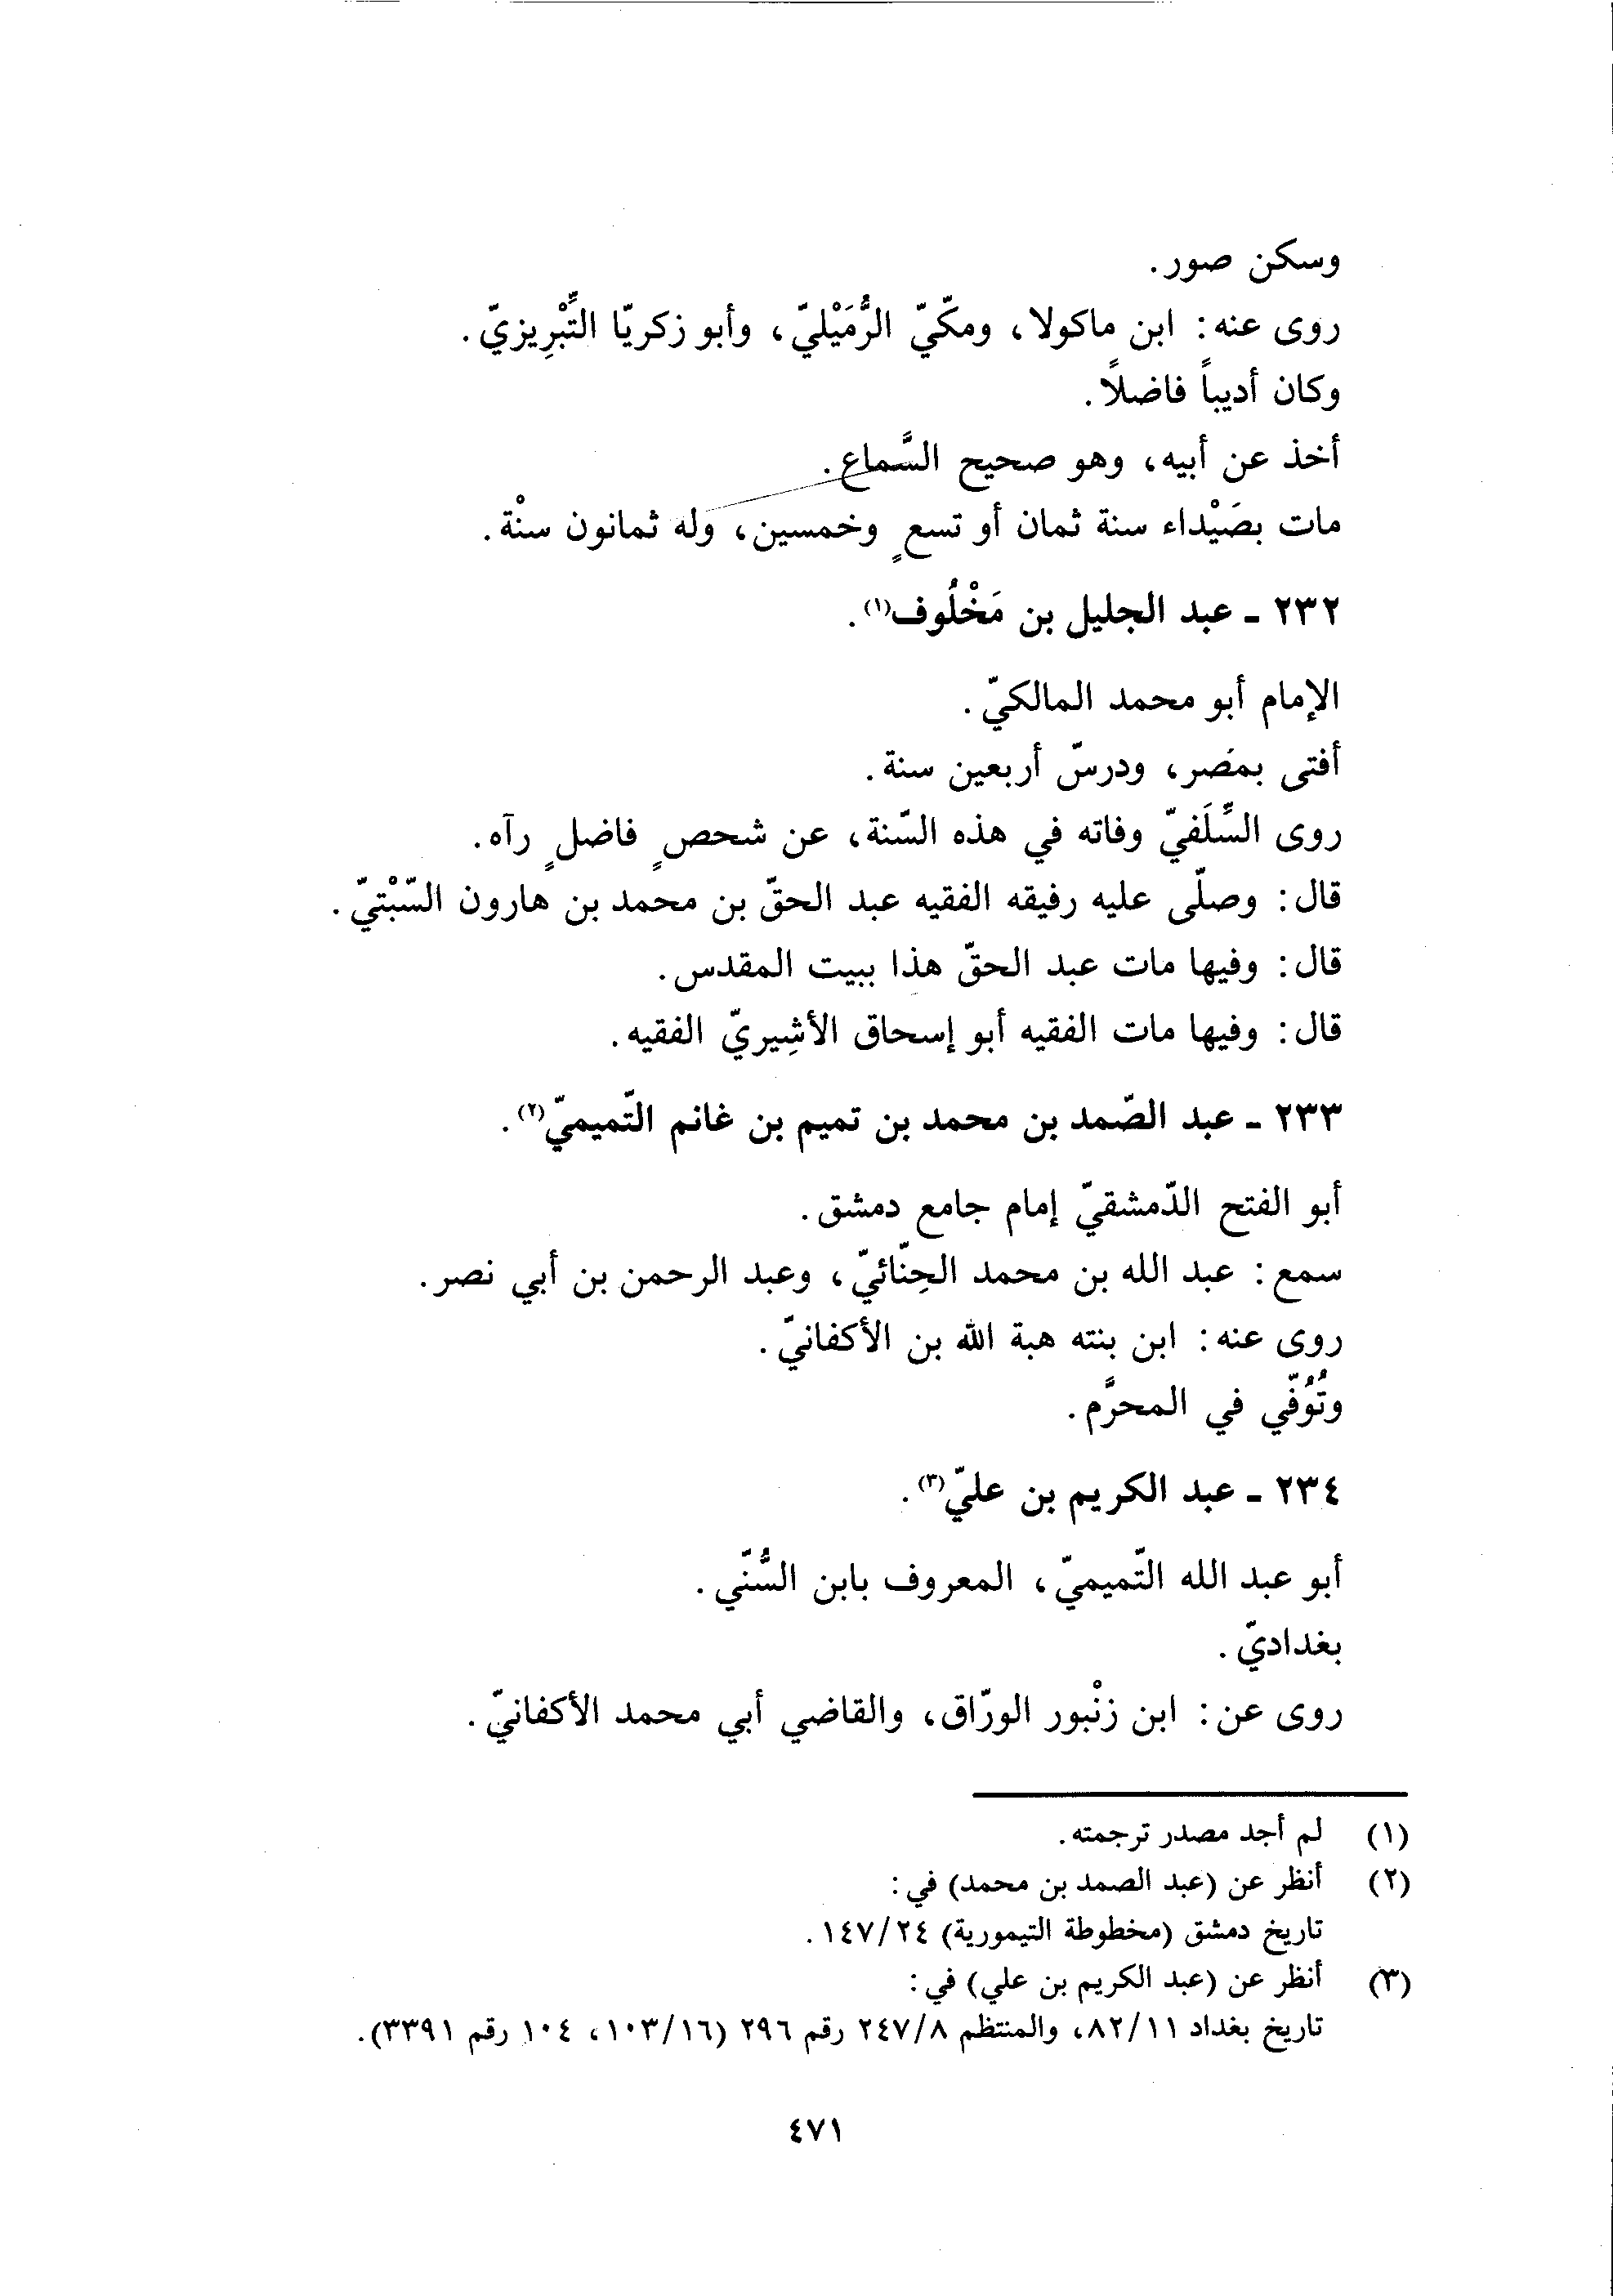 وسكن صور.
روى عنه: ابن ماكولا، ومكّيّ الرُّمَيْليّ، وأبو زكريّا التِّبْرِيزيّ.
وكان أديباً فاضلاً.
أخذ عن أبيه، وهو صحيح السَّماع.
مات بصَيْداء سنة ثمان أو تسعٍ وخمسين، وله ثمانون سنْة.
٢٣٢ ـ عبد الجليل بن مَخْلُوف(١).
الإمام أبو محمد المالكيّ.
أفتى بمصر، ودرسّ أربعين سنة.
روى السِّلَفيّ وفاته في هذه السّنة، عن شحصٍ فاضلٍ رآه.
قال: وصلّى عليه رفيقه الفقيه عبد الحقّ بن محمد بن هارون السّبْتيّ.
قال: وفيها مات عبد الحقّ هذا ببيت المقدس.
قال: وفيها مات الفقيه أبو إسحاق الأشِيريّ الفقيه.
٢٣٣ ـ عبد الصّمد بن محمد بن تميم بن غانم التّميميّ(٢).
أبو الفتح الدّمشقيّ إمام جامع دمشق.
سمع: عبد الله بن محمد الحِنّائيّ، وعبد الرحمن بن أبي نصر.
روى عنه: ابن بنته هبة الله بن الأكفانيّ.
وتُوُفّي في المحرَّم.
٢٣٤ ـ عبد الكريم بن عليّ(٣).
أبو عبد الله التّميميّ، المعروف بابن السُّنّي.
بغداديّ.
روى عن: ابن زنْبور الورّاق، والقاضي أبي محمد الأكفانيّ.
(١) لم أجد مصدر ترجمته.
(٢) أنظر عن (عبد الصمد بن محمد) في:
تاريخ دمشق (مخطوطة التيمورية) ١٤٧/٢٤.
(٣) أنظر عن (عبد الكريم بن علي) في:
تاريخ بغداد ٨٢/١١، والمنتظم ٢٤٧/٨ رقم ٢٩٦ (١٠٣/١٦، ١٠٤ رقم ٣٣٩١).
٤٧١